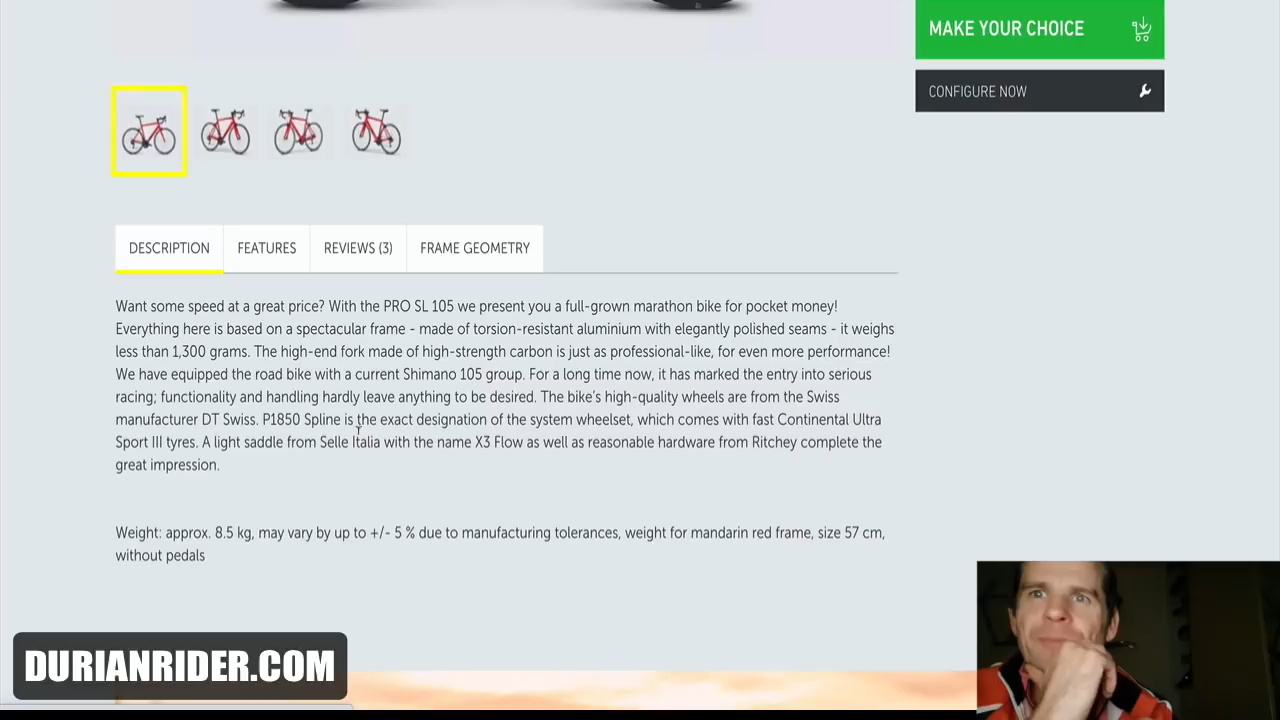 MAKE YOUR CHOICE
CONFIGURE NOW
DESCRIPTION
FEATURES
REVIEWS (3)
FRAME GEOMETRY
Want some speed at a great price? With the PRO SL 105 we present you a full-grown marathon bike for pocket money!
Everything here is based on a spectacular frame - made of torsion-resistant aluminium with elegantly polished seams - it weighs
less than 1,300 grams. The high-end fork made of high-strength carbon is just as professional-like, for even more performance!
We have equipped the road bike with a current Shimano 105 group. For a long time now, it has marked the entry into serious
racing; functionality and handling hardly leave anything to be desired. The bike's high-quality wheels are from the Swiss
manufacturer DT Swiss. P1850 Spline is the exact designation of the system wheelset, which comes with fast Continental Ultra
Sport III tyres. A light saddle from Selle Italia with the name X3 Flow as well as reasonable hardware from Ritchey complete the
great impression.
Weight: approx. 8.5 kg, may vary by up to +/- 5 % due to manufacturing tolerances, weight for mandarin red frame, size 57 cm,
without pedals
DURIANRIDER.COM